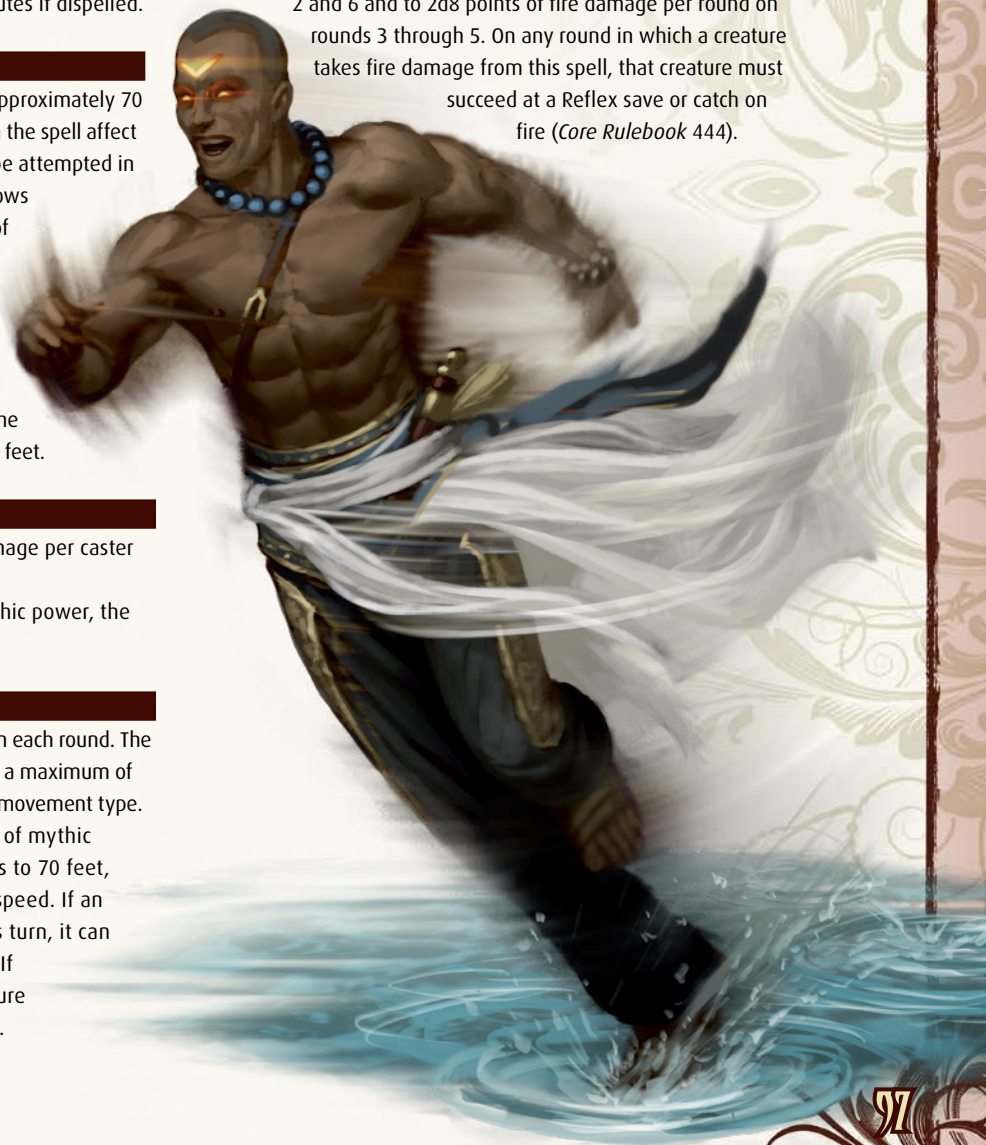 utes if dispelled.
pproximately 70
the spell affect
be attempted in
ows
of
ne
feet.
mage per caster
hic power, the
n each round. The
a maximum of
movement type.
of mythic
s to 70 feet,
speed. If an
s turn, it can
If
ure
.
2 and 6 and to 2d8 points of fire damage per round on
rounds 3 through 5. On any round in which a creature
takes fire damage from this spell, that creature must
succeed at a Reflex save or catch on
fire (Core Rulebook 444).
97